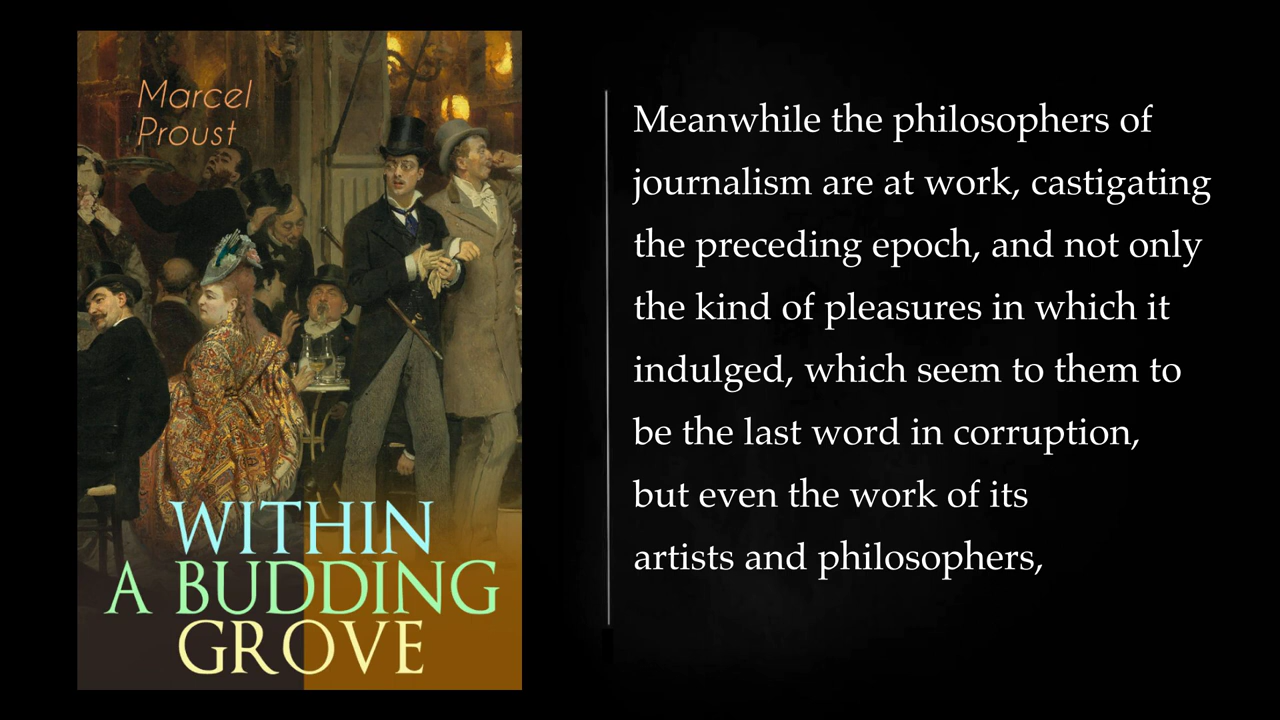 Marcel
Proust
WITHIN
A BUDDING
GROVE
Meanwhile the philosophers of
journalism are at work, castigating
the preceding epoch, and not only
the kind of pleasures in which it
indulged, which seem to them to
be the last word in corruption,
but even the work of its
artists and philosophers,